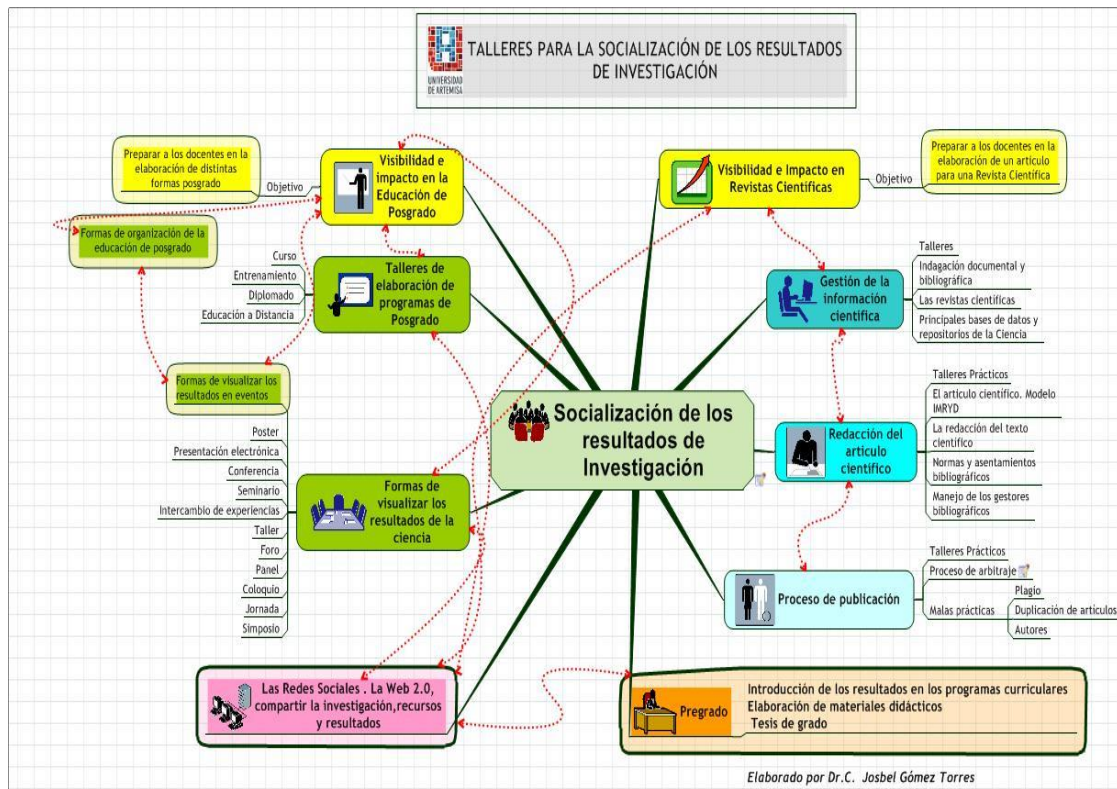 TALLERES PARA LA SOCIALIZACIÓN DE LOS RESULTADOS
DE INVESTIGACIÓN
UNIVERSIDAD
DE ARTEMISA
Preparar a los docentes en la
elaboración de distintas
formas posgrado
Objetivo
Visibilidad e
impacto en la
Educación de
Posgrado
Visibilidad e Impacto en
Revistas Científicas
Objetivo
Preparar a los docentes en la
elaboración de un artículo
para una Revista Científica
Formas de organización de la
educación de posgrado
Curso
Entrenamiento
Diplomado
Educación a Distancia
Talleres de
elaboración de
programas de
Posgrado
Gestión de la
información
científica
Talleres
Indagación documental y
bibliográfica
Las revistas científicas
Principales bases de datos y
repositorios de la Ciencia
Formas de visualizar los
resultados en eventos
Socialización de los
resultados de
Investigación
Redacción del
articulo
científico
Talleres Prácticos
El artículo científico. Modelo
IMRYD
La redacción del texto
científico
Normas y asentamientos
bibliográficos
Manejo de los gestores
bibliográficos
Poster
Presentación electrónica
Conferencia
Seminario
Intercambio de experiencias
Taller
Foro
Panel
Coloquio
Jornada
Simposio
Formas de
visualizar los
resultados de la
ciencia
Proceso de publicación
Talleres Prácticos
Proceso de arbitraje
Malas prácticas
Plagio
Duplicación de artículos
Autores
Las Redes Sociales . La Web 2.0,
compartir la investigación,recursos
y resultados
Pregrado
Introducción de los resultados en los programas curriculares
Elaboración de materiales didácticos
Tesis de grado
Elaborado por Dr.C. Josbel Gómez Torres